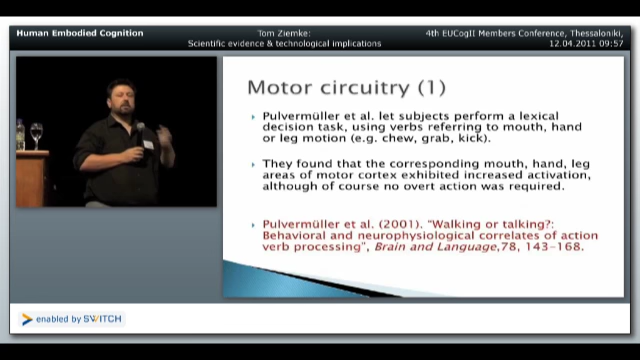 Human Embodied Cognition
Tom Ziemke:
Scientific evidence & technological implications
4th EUCogII Members Conference, Thessaloniki,
12.04.2011 09:57
Motor circuitry (1)
Pulvermüller et al. let subjects perform a lexical
decision task, using verbs referring to mouth, hand
or leg motion (e.g. chew, grab, kick).
They found that the corresponding mouth, hand, leg
areas of motor cortex exhibited increased activation,
although of course no overt action was required.
Pulvermüller et al. (2001). "Walking or talking?:
Behavioral and neurophysiological correlates of action
verb processing", Brain and Language,78, 143–168.
enabled by SWITCH